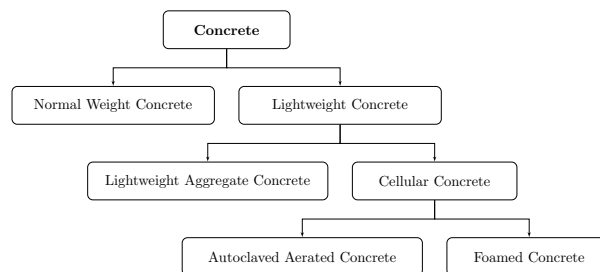 Concrete
Normal Weight Concrete
Lightweight Concrete
Lightweight Aggregate Concrete
Cellular Concrete
Autoclaved Aerated Concrete
Foamed Concrete